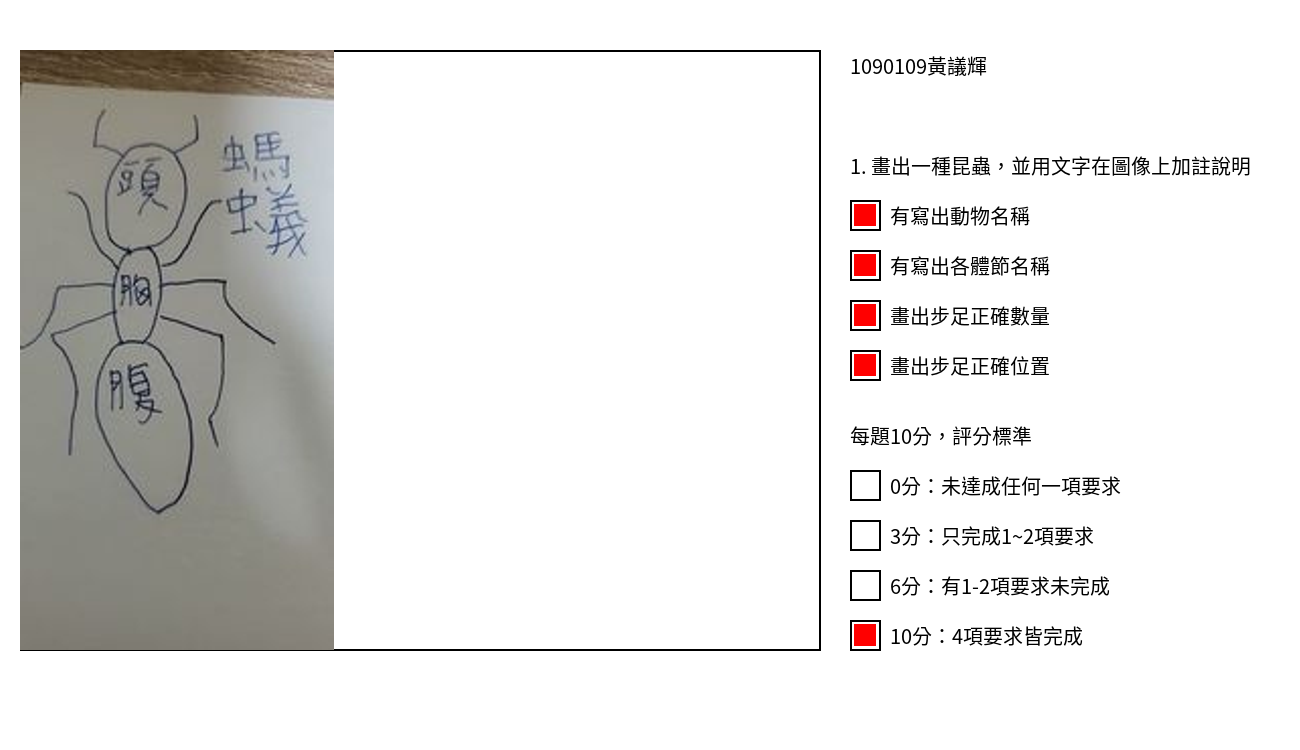 螞
蟻
頭
胸
腹
1090109黃議輝
1. 畫出一種昆蟲，並用文字在圖像上加註說明
有寫出動物名稱
有寫出各體節名稱
畫出步足正確數量
畫出步足正確位置
每題10分，評分標準
0分：未達成任何一項要求
3分：只完成1~2項要求
6分：有1-2項要求未完成
10分：4項要求皆完成